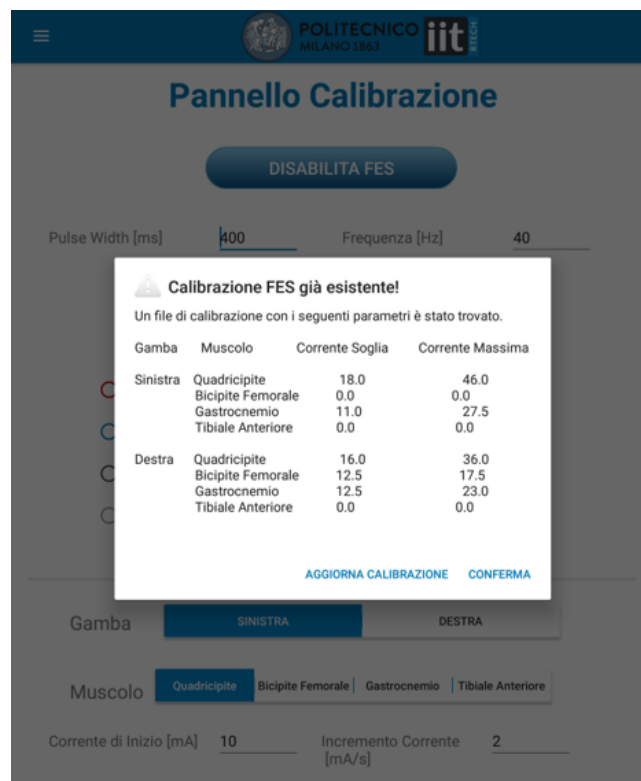 POLITECNICO
MILANO 1863
iit
RTECH
Pannello Calibrazione
DISABILITA FES
Pulse Width [ms] 400 Frequenza [Hz] 40
Calibrazione FES già esistente!
Un file di calibrazione con i seguenti parametri è stato trovato.
Gamba Muscolo Corrente Soglia Corrente Massima
Sinistra Quadricipite 18.0 46.0
Bicipite Femorale 0.0 0.0
Gastrocnemio 11.0 27.5
Tibiale Anteriore 0.0 0.0
Destra Quadricipite 16.0 36.0
Bicipite Femorale 12.5 17.5
Gastrocnemio 12.5 23.0
Tibiale Anteriore 0.0 0.0
AGGIORNA CALIBRAZIONE CONFERMA
Gamba SINISTRA DESTRA
Muscolo Quadricipite Bicipite Femorale Gastrocnemio Tibiale Anteriore
Corrente di Inizio [mA] 10 Incremento Corrente 2
[mA/s]